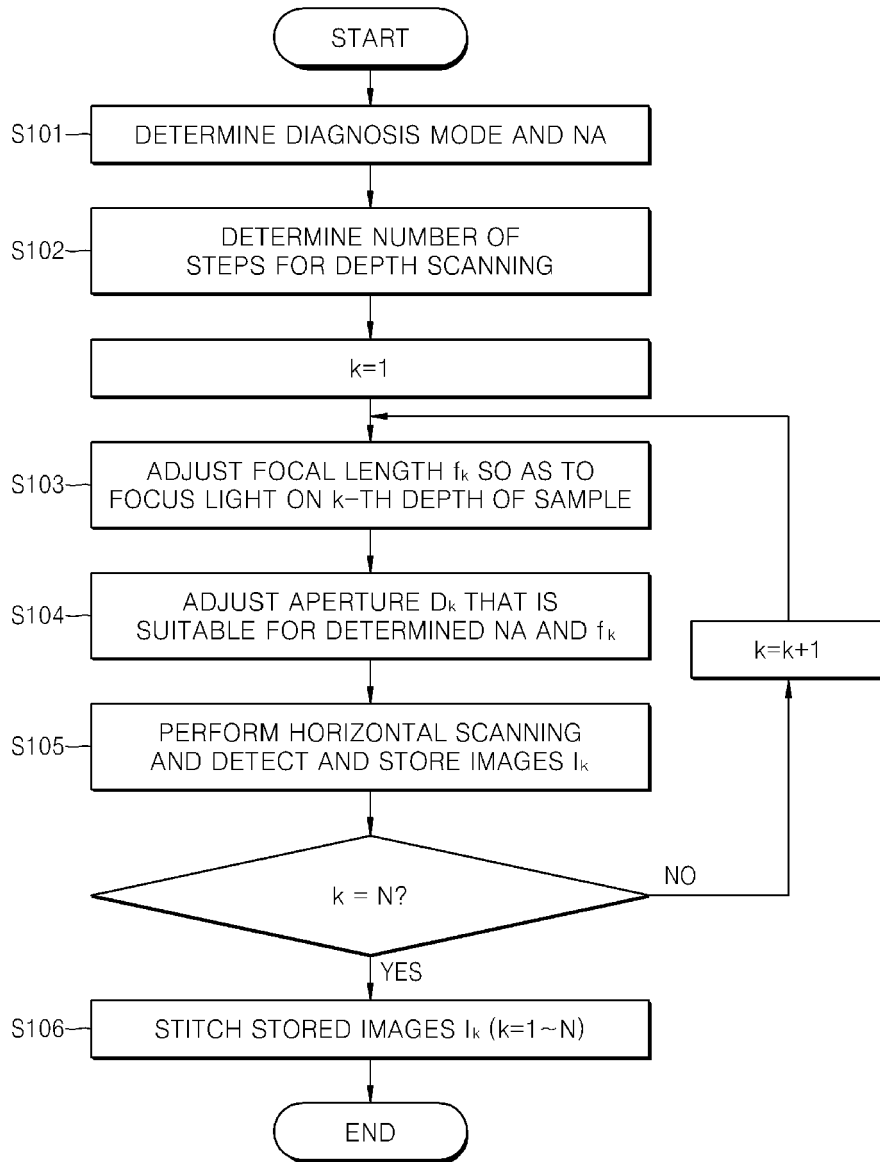 START
S101
DETERMINE DIAGNOSIS MODE AND NA
S102
DETERMINE NUMBER OF
STEPS FOR DEPTH SCANNING
k=1
S103
ADJUST FOCAL LENGTH fₖ SO AS TO
FOCUS LIGHT ON k-TH DEPTH OF SAMPLE
S104
ADJUST APERTURE Dₖ THAT IS
SUITABLE FOR DETERMINED NA AND fₖ
k=k+1
S105
PERFORM HORIZONTAL SCANNING
AND DETECT AND STORE IMAGES Iₖ
k = N?
NO
YES
S106
STITCH STORED IMAGES Iₖ (k=1~N)
END